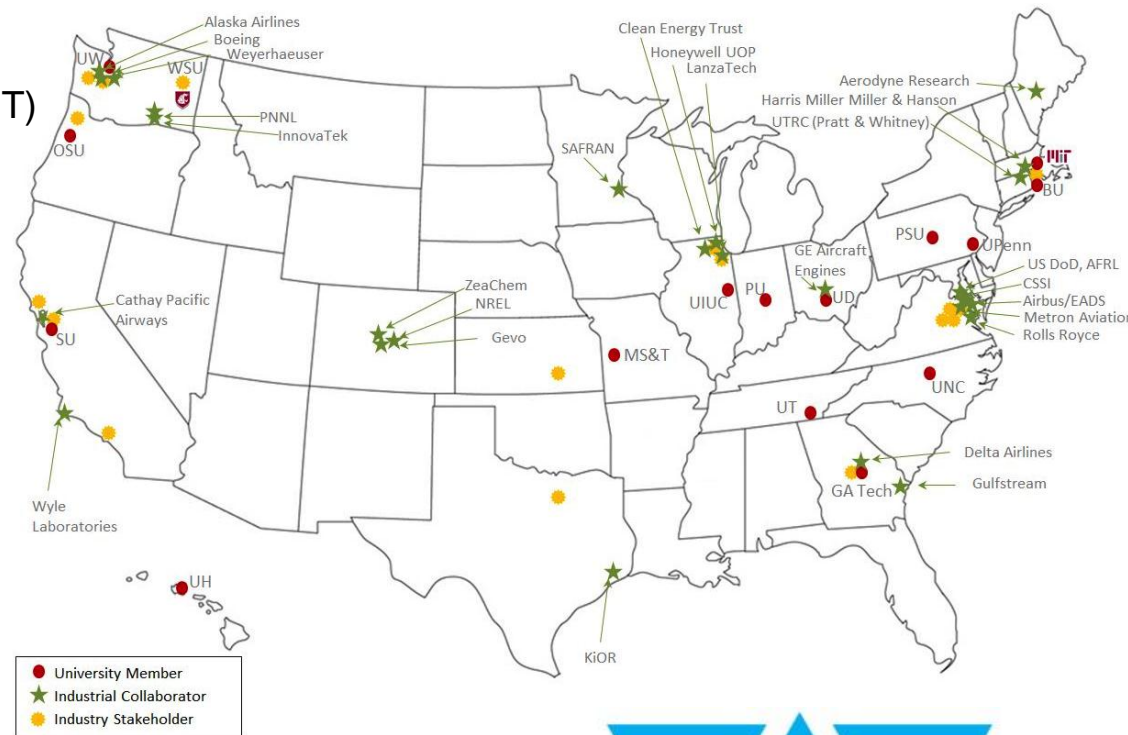 T)
Alaska Airlines
Boeing
Weyerhaeuser
UW
WSU
PNNL
InnovaTek
OSU
Clean Energy Trust
Honeywell UOP
LanzaTech
SAFRAN
Aerodyne Research
Harris Miller Miller & Hanson
UTRC (Pratt & Whitney)
MIT
BU
PSU
UPenn
GE Aircraft
Engines
UIUC
PU
UD
US DoD, AFRL
CSSI
Airbus/EADS
Metron Aviation
Rolls Royce
Cathay Pacific
Airways
SU
ZeaChem
NREL
Gevo
MS&T
UNC
UT
Delta Airlines
GA Tech
Gulfstream
Wyle
Laboratories
UH
KiOR
University Member
Industrial Collaborator
Industry Stakeholder